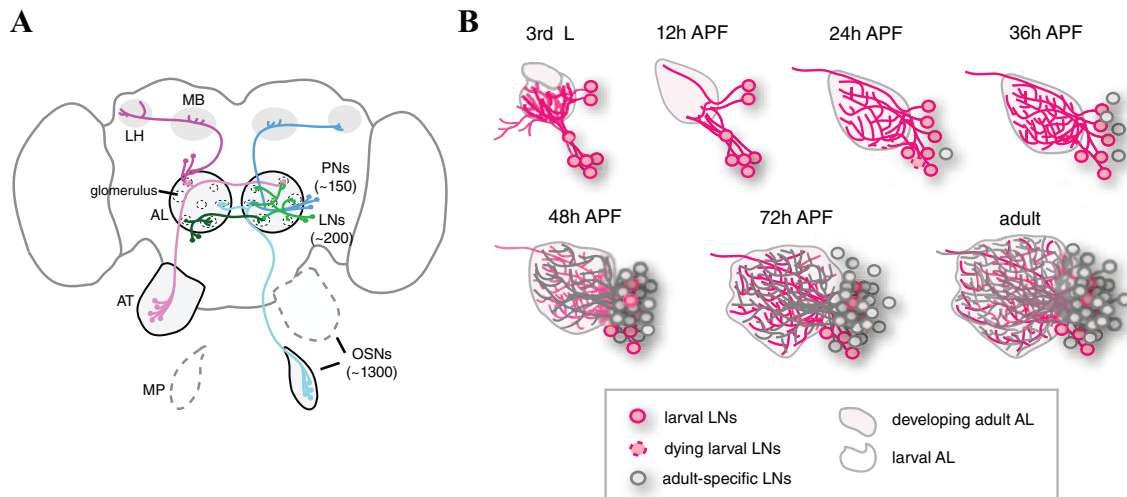 A
MB
LH
glomerulus
PNs
(~150)
AL
LNs
(~200)
AT
OSNs
(~1300)
MP
B
3rd L
12h APF
24h APF
36h APF
48h APF
72h APF
adult
larval LNs
dying larval LNs
adult-specific LNs
developing adult AL
larval AL